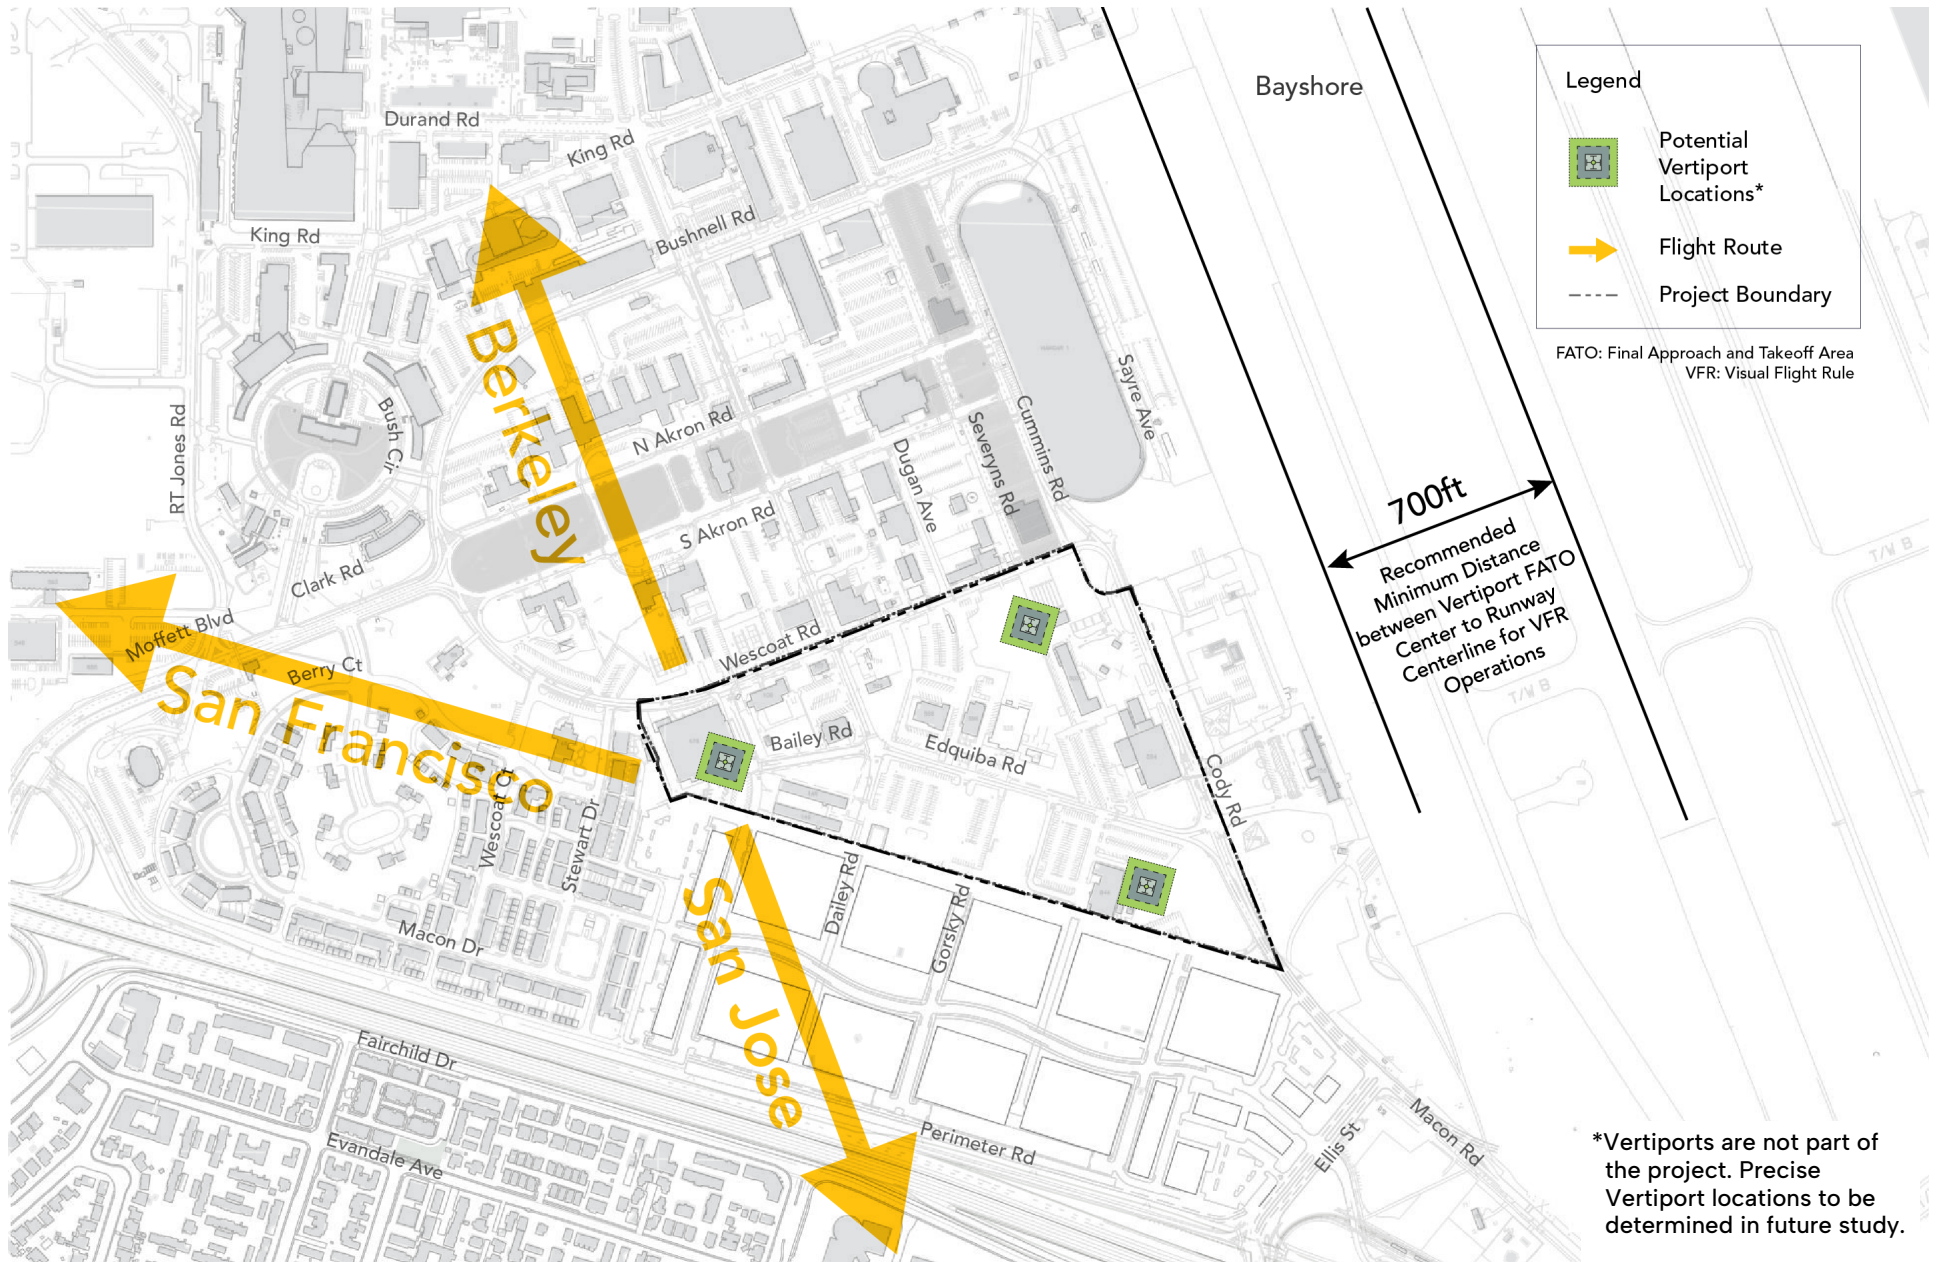 Bayshore
Legend
Potential
Vertiport
Locations*
Flight Route
Project Boundary
FATO: Final Approach and Takeoff Area
VFR: Visual Flight Rule
Durand Rd
King Rd
King Rd
Bushnell Rd
Berkeley
RT Jones Rd
Bush Cir
N Akron Rd
S Akron Rd
Dugan Ave
Severyns Rd
Cummins Rd
Sayre Ave
700ft
Recommended
Minimum Distance
between Vertiport FATO
Center to Runway
Centerline for VFR
Operations
T/W B
T/W B
Clark Rd
Moffett Blvd
Berry Ct
San Francisco
Wescoat Rd
Bailey Rd
Edquiba Rd
Cody Rd
Wescoat Ct
Stewart Dr
Macon Dr
San Jose
Dailey Rd
Gorsky Rd
Fairchild Dr
Evandale Ave
Perimeter Rd
Ellis St
Macon Rd
*Vertiports are not part of
the project. Precise
Vertiport locations to be
determined in future study.